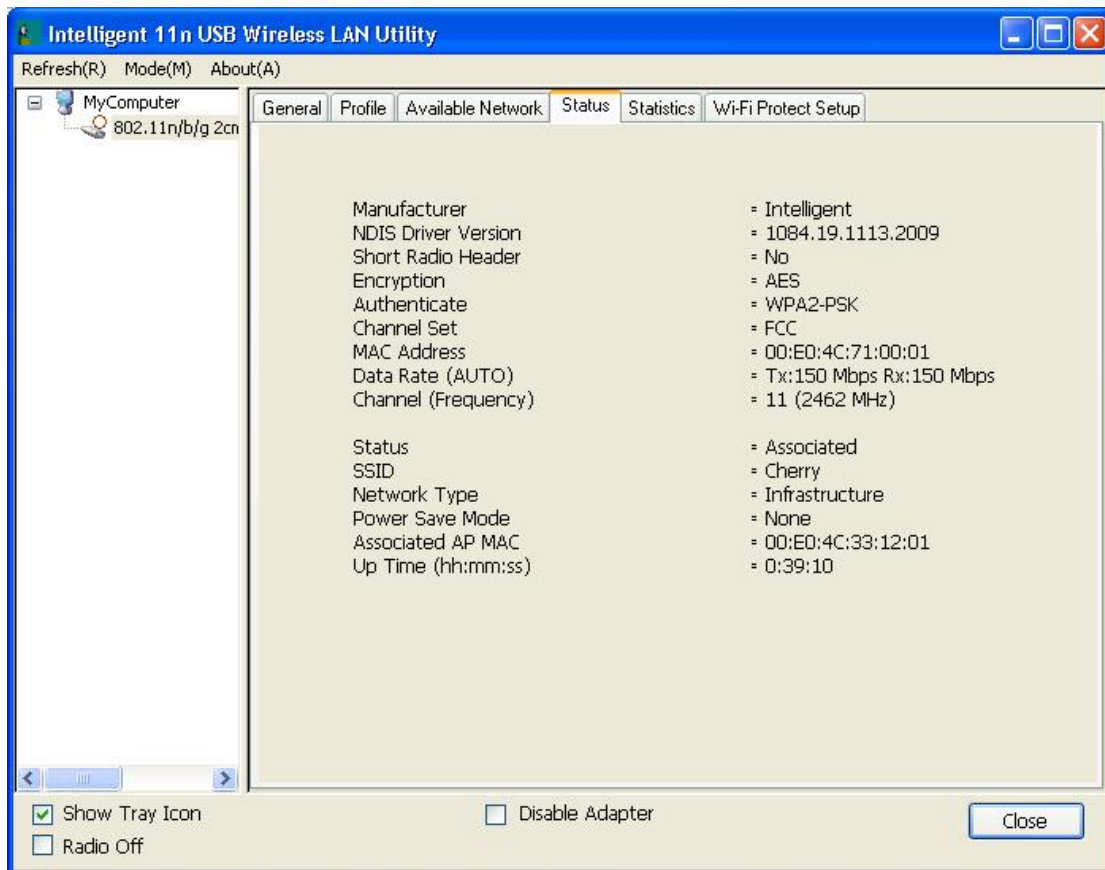 Intelligent 11n USB Wireless LAN Utility
Refresh(R) Mode(M) About(A)
MyComputer
802.11n/b/g 2cn
General Profile Available Network Status Statistics Wi-Fi Protect Setup
Manufacturer = Intelligent
NDIS Driver Version = 1084.19.1113.2009
Short Radio Header = No
Encryption = AES
Authenticate = WPA2-PSK
Channel Set = FCC
MAC Address = 00:E0:4C:71:00:01
Data Rate (AUTO) = Tx:150 Mbps Rx:150 Mbps
Channel (Frequency) = 11 (2462 MHz)
Status = Associated
SSID = Cherry
Network Type = Infrastructure
Power Save Mode = None
Associated AP MAC = 00:E0:4C:33:12:01
Up Time (hh:mm:ss) = 0:39:10
Show Tray Icon
Disable Adapter
Close
Radio Off